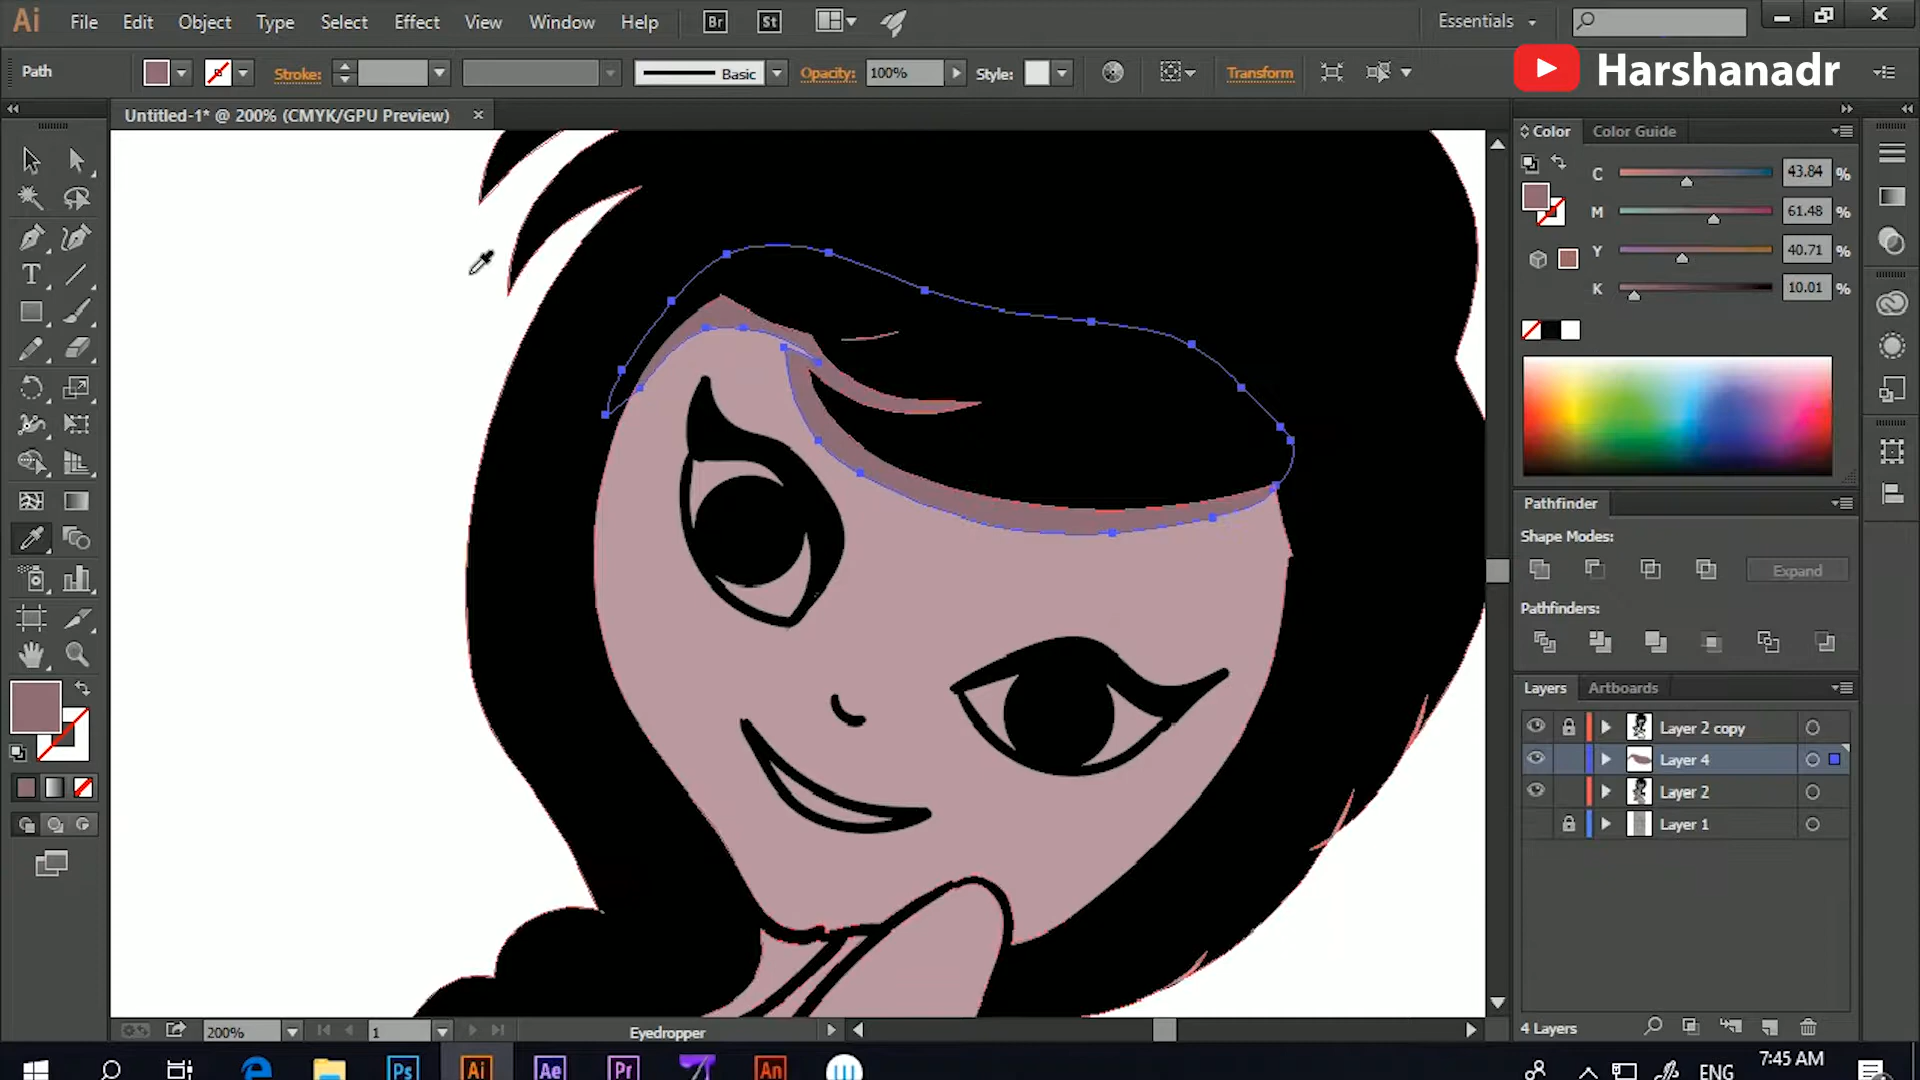 Ai File Edit Object Type Select Effect View Window Help Br St Essentials
Path Stroke: Basic Opacity: 100% Style: Transform Harshanadr
Untitled-1* @ 200% (CMYK/GPU Preview)
Color Color Guide
C 43.84 %
M 61.48 %
Y 40.71 %
K 10.01 %
Pathfinder
Shape Modes:
Expand
Pathfinders:
Layers Artboards
Layer 2 copy
Layer 4
Layer 2
Layer 1
4 Layers
200% 1 Eyedropper
Ps Ai Ae Pr An ENG 7:45 AM